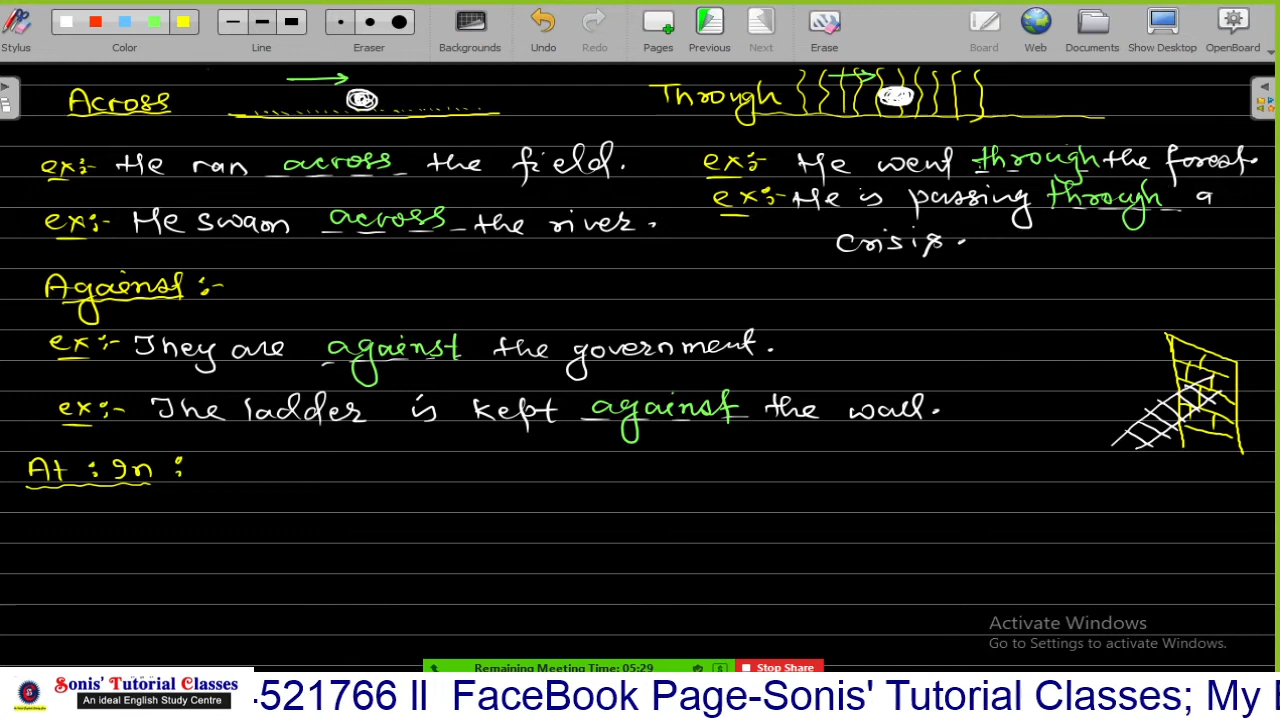 Stylus Color Line Eraser Backgrounds Undo Redo Pages Previous Next Erase Board Web Documents Show Desktop OpenBoard
Across Through
ex:- He ran across the field.
ex:- He swam across the river.
ex:- He went through the forest.
ex:- He is passing through a
crisis.
Against :-
ex:- They are against the government.
ex:- The ladder is kept against the wall.
At : In :
Activate Windows
Go to Settings to activate Windows.
Remaining Meeting Time: 05:29 Stop Share
Sonis' Tutorial Classes
An ideal English Study Centre
-521766 ll FaceBook Page-Sonis' Tutorial Classes; My